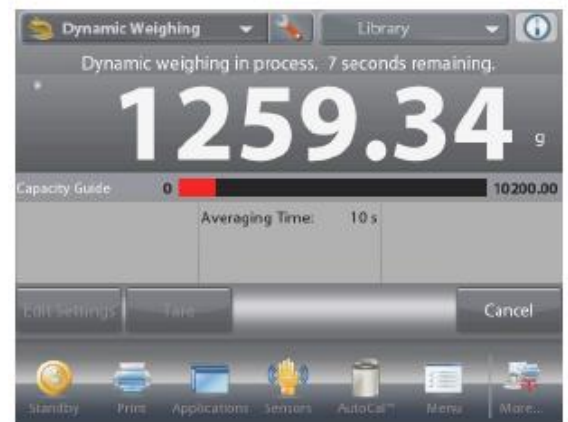 Dynamic Weighing Library
Dynamic weighing in process. 7 seconds remaining.
* 1259.34 g
Capacity Guide 0 10200.00
Averaging Time: 10 s
Edit Settings Tare Cancel
Standby Print Applications Sensors AutoCal™ Menu More...